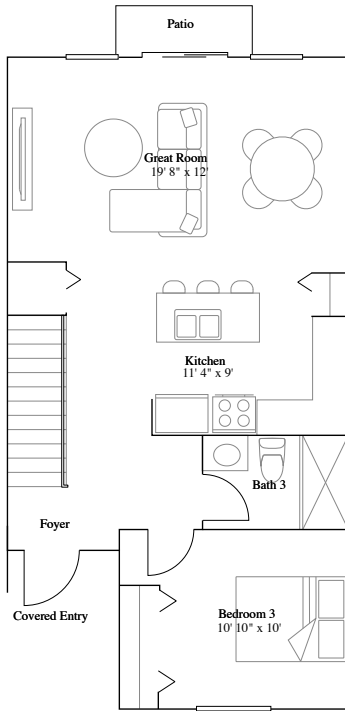 Patio
Great Room
19' 8" x 12'
Kitchen
11' 4" x 9'
Bath 3
Foyer
Covered Entry
Bedroom 3
10' 10" x 10'